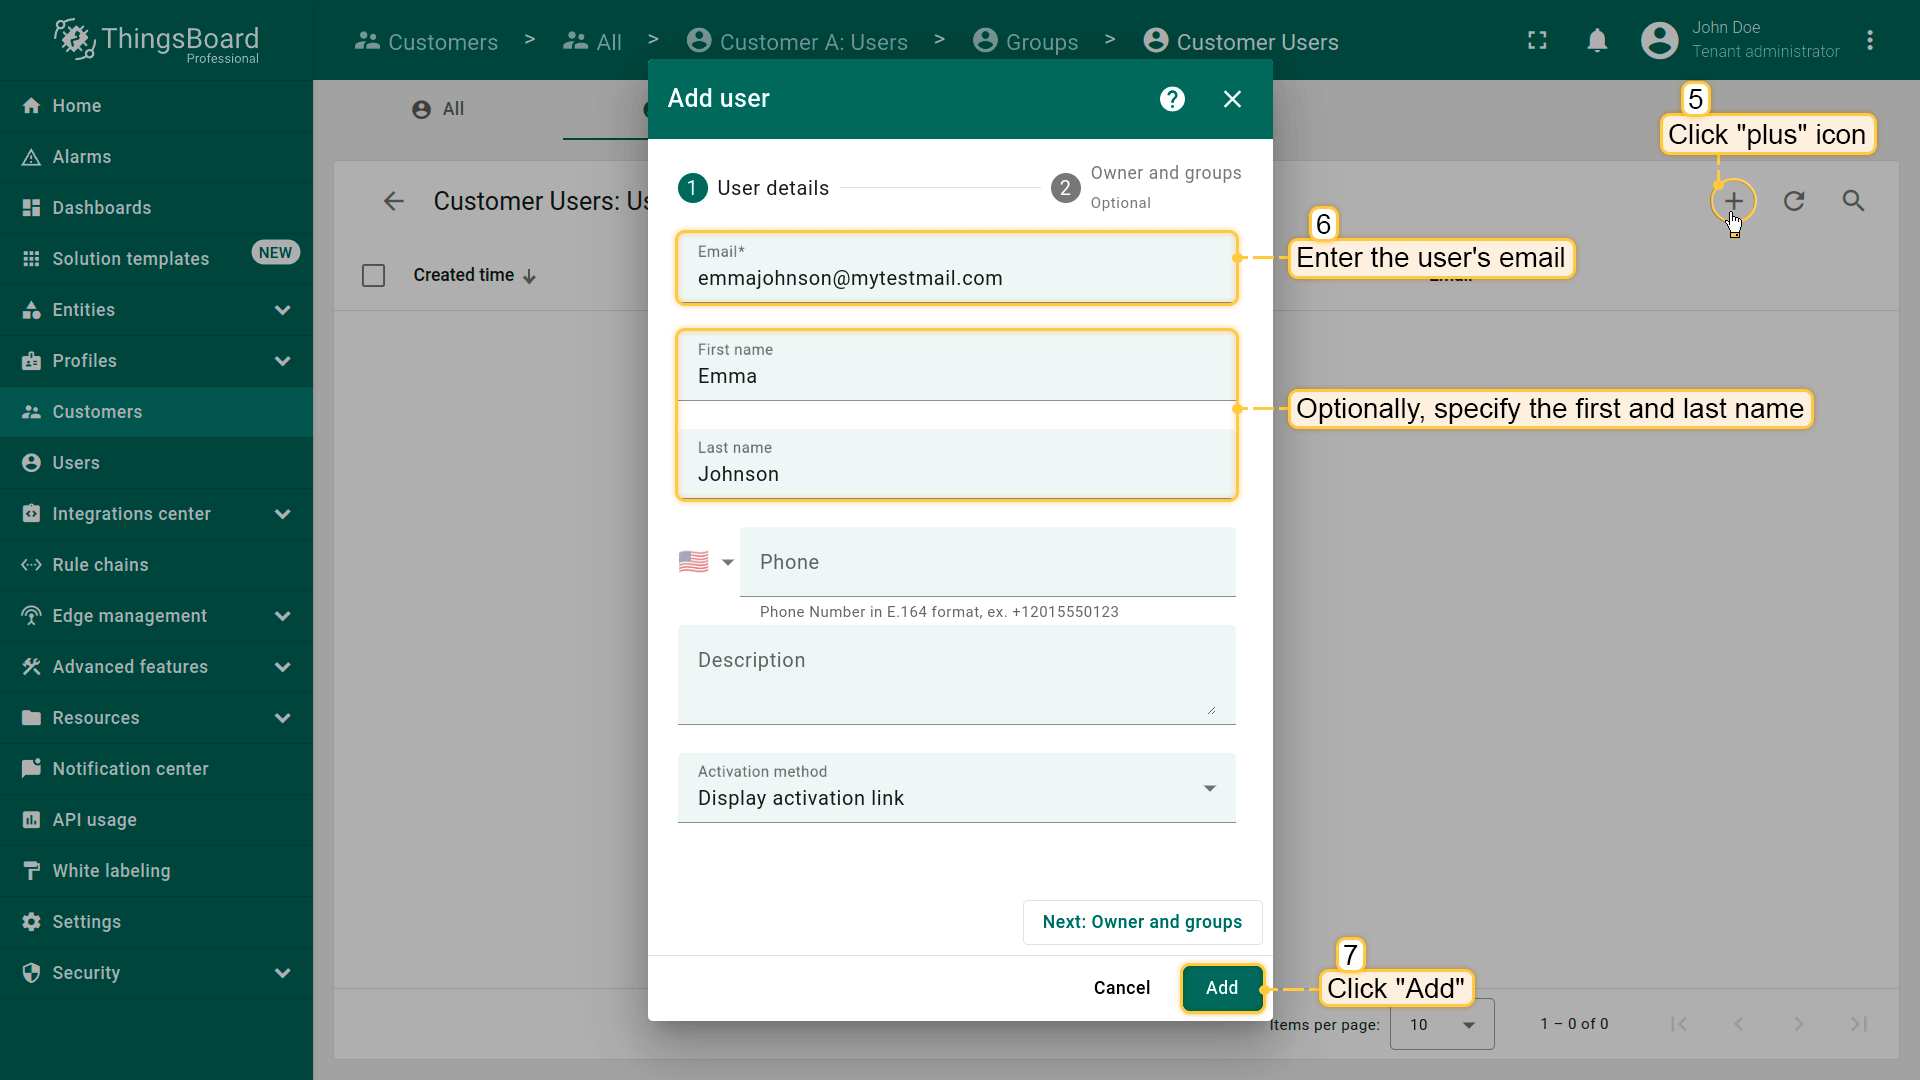 ThingsBoard
Professional
Customers > All > Customer A: Users > Groups > Customer Users
John Doe
Tenant administrator
Home
Alarms
Dashboards
Solution templates NEW
Entities
Profiles
Customers
Users
Integrations center
Rule chains
Edge management
Advanced features
Resources
Notification center
API usage
White labeling
Settings
Security
All
Customer Users: Us
Created time
Add user
1 User details
2 Owner and groups
Optional
Email*
emmajohnson@mytestmail.com
First name
Emma
Last name
Johnson
Phone
Phone Number in E.164 format, ex. +12015550123
Description
Activation method
Display activation link
Next: Owner and groups
Cancel
Add
5
Click "plus" icon
6
Enter the user's email
Optionally, specify the first and last name
7
Click "Add"
Items per page: 10 1 – 0 of 0